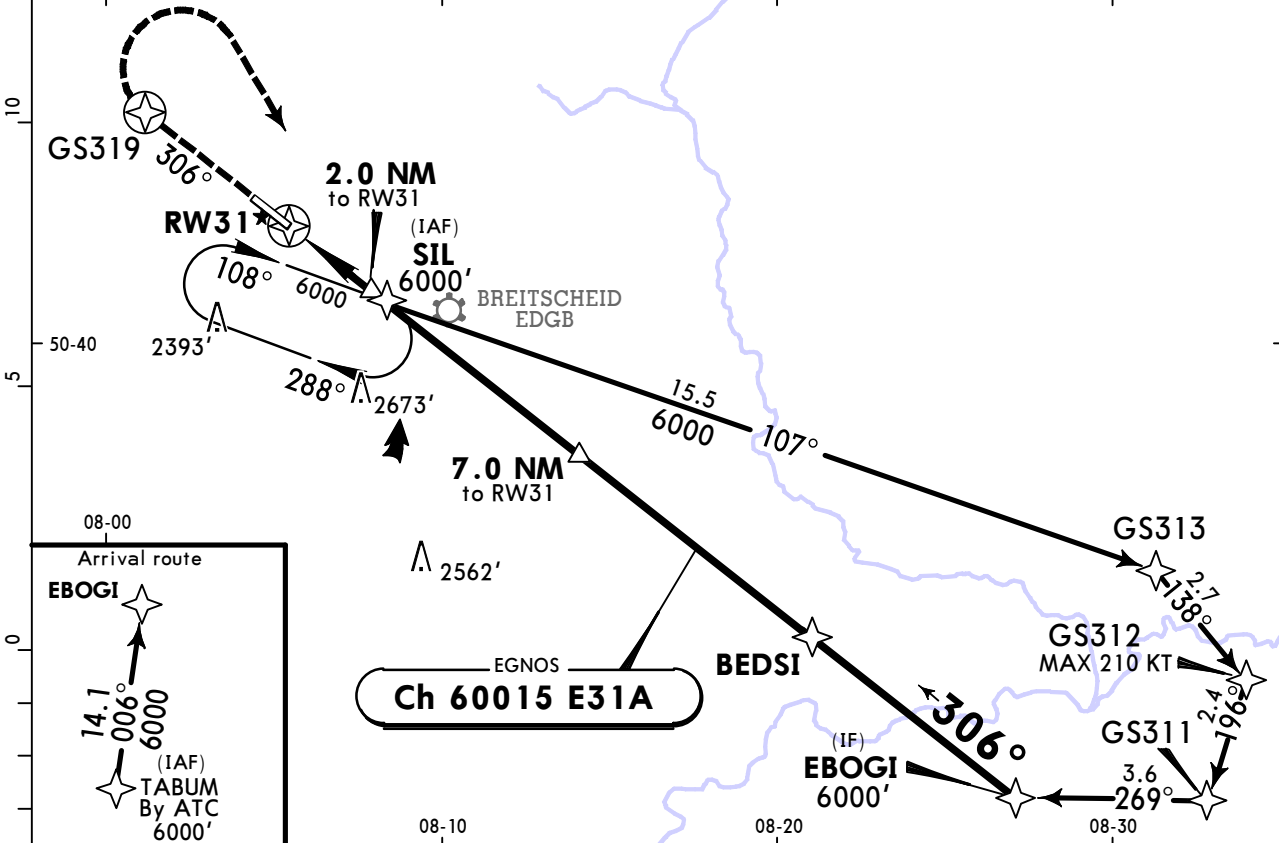 10
GS319
306°
2.0 NM
to RW31
RW31
(IAF)
SIL
6000'
108°
6000
BREITSCHEID
EDGB
2393'
50-40
5
288°
2673'
15.5
6000
107°
7.0 NM
to RW31
08-00
GS313
2.7
138°
Arrival route
EBOGI
2562'
0
GS312
MAX 210 KT
BEDSI
EGNOS
Ch 60015 E31A
14.1
006°
6000
306°
2.4
196°
GS311
(IAF)
TABUM
By ATC
6000'
(IF)
EBOGI
6000'
3.6
269°
08-10
08-20
08-30